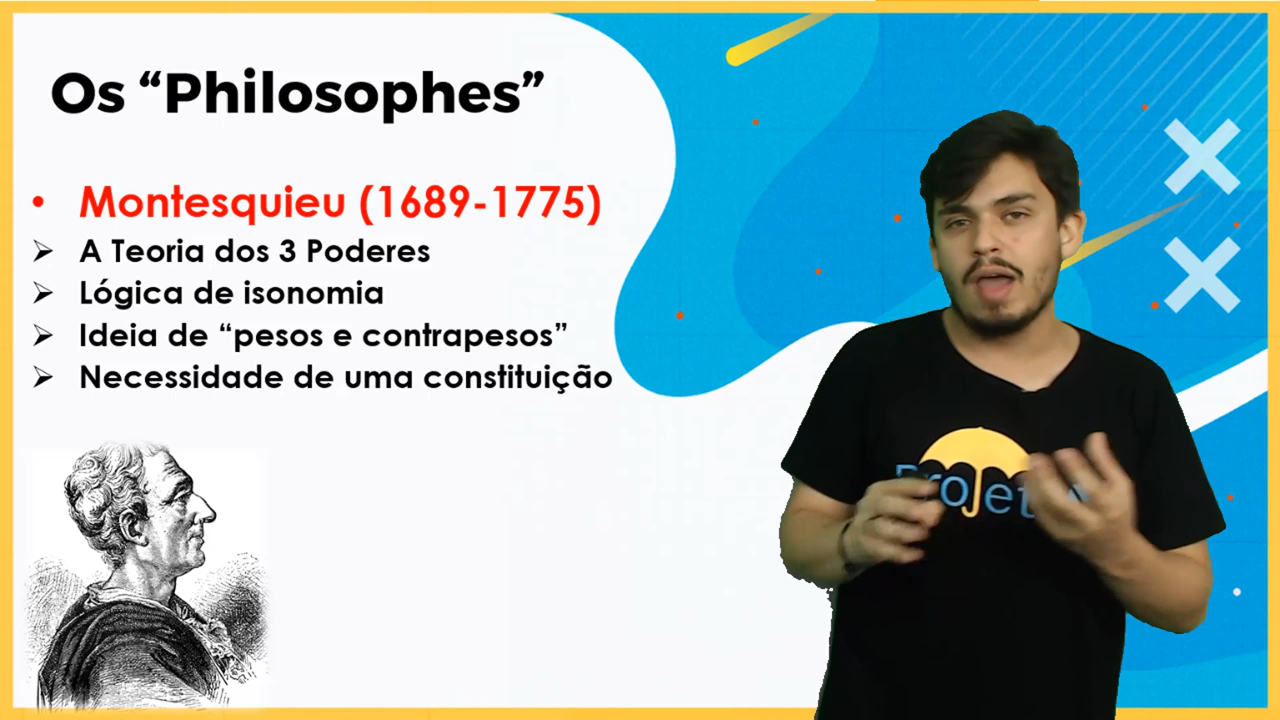 Os “Philosophes”
• Montesquieu (1689-1775)
➢ A Teoria dos 3 Poderes
➢ Lógica de isonomia
➢ Ideia de “pesos e contrapesos”
➢ Necessidade de uma constituição